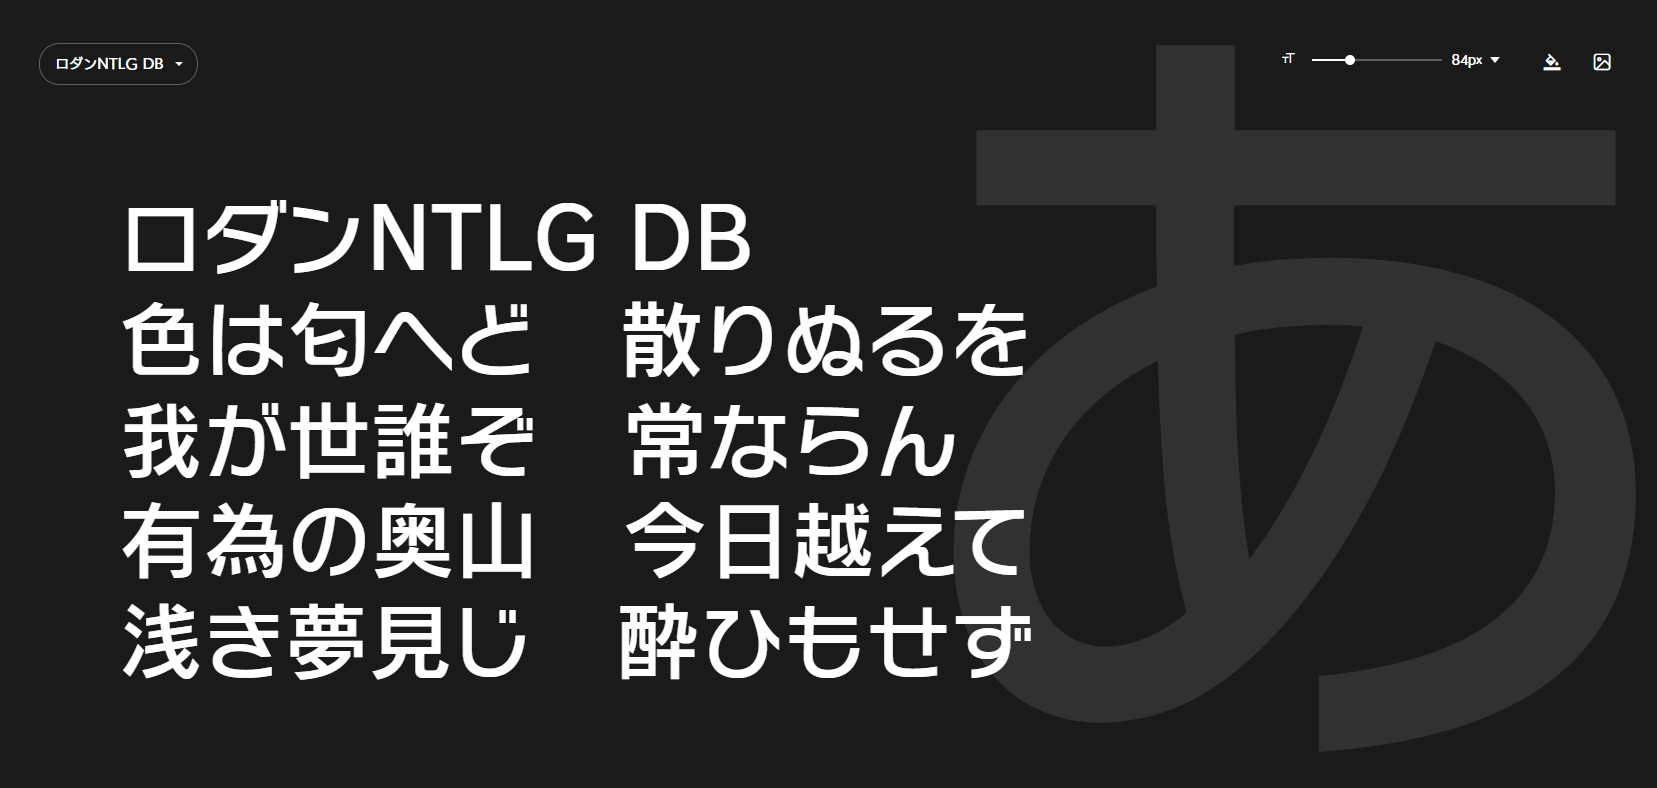 ロダンNTLG DB
84px
あ
ロダンNTLG DB
色は匂へど　散りぬるを
我が世誰ぞ　常ならん
有為の奥山　今日越えて
浅き夢見じ　酔ひもせず